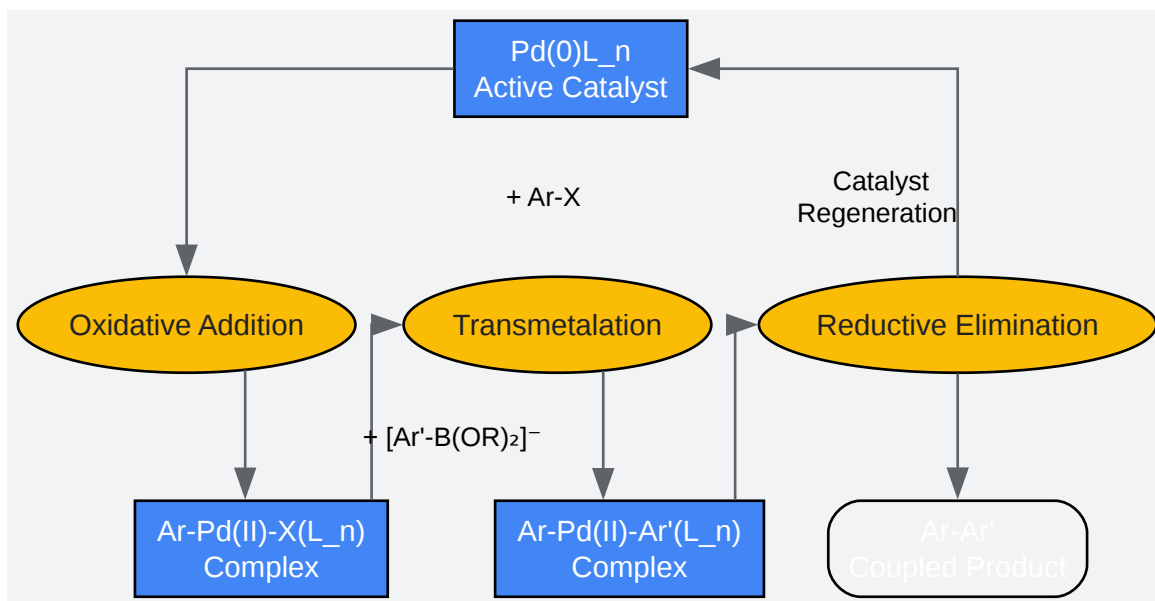 Pd(0)L_n
Active Catalyst
+ Ar-X
Catalyst
Regeneration
Oxidative Addition
Transmetalation
Reductive Elimination
+ [Ar'-B(OR)₂]⁻
Ar-Pd(II)-X(L_n)
Complex
Ar-Pd(II)-Ar'(L_n)
Complex
Ar-Ar'
Coupled Product